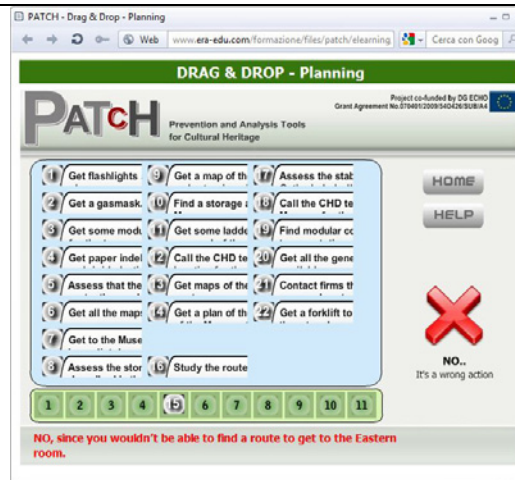 PATCH - Drag & Drop - Planning
Web www.era-edu.com/formazione/files/patch/elearning Cerca con Goog
DRAG & DROP - Planning
PATCH
Prevention and Analysis Tools
for Cultural Heritage
Project co-funded by DG ECHO
Grant Agreement No.070401/2009/540426/SUB/A4
1 Get flashlights
2 Get a gasmask.
3 Get some modu
4 Get paper indel
5 Assess that the
6 Get all the maps
7 Get to the Muse
8 Assess the stor
9 Get a map of th
10 Find a storage a
11 Get some ladde
12 Call the CHD te
13 Get maps of the
14 Get a plan of th
16 Study the route
17 Assess the stab
18 Call the CHD te
19 Find modular co
20 Get all the gene
21 Contact firms th
22 Get a forklift to
HOME
HELP
NO..
It's a wrong action
1 2 3 4 15 6 7 8 9 10 11
NO, since you wouldn't be able to find a route to get to the Eastern
room.